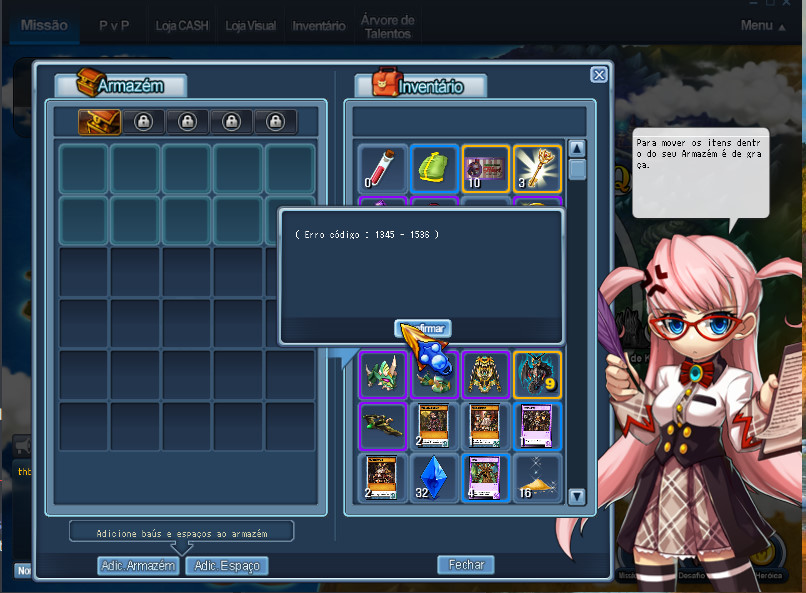 Missão
P v P
Loja CASH
Loja Visual
Inventário
Árvore de
Talentos
Menu
Armazém
Inventário
Para mover os itens dentr
o do seu Armazém é de gra
ça.
0
10
3
( Erro código : 1345 - 1536 )
9
2
1
2
32
4
16
Adicione baús e espaços ao armazém
Adic. Armazém
Adic. Espaço
Fechar
Desafio
Heróica